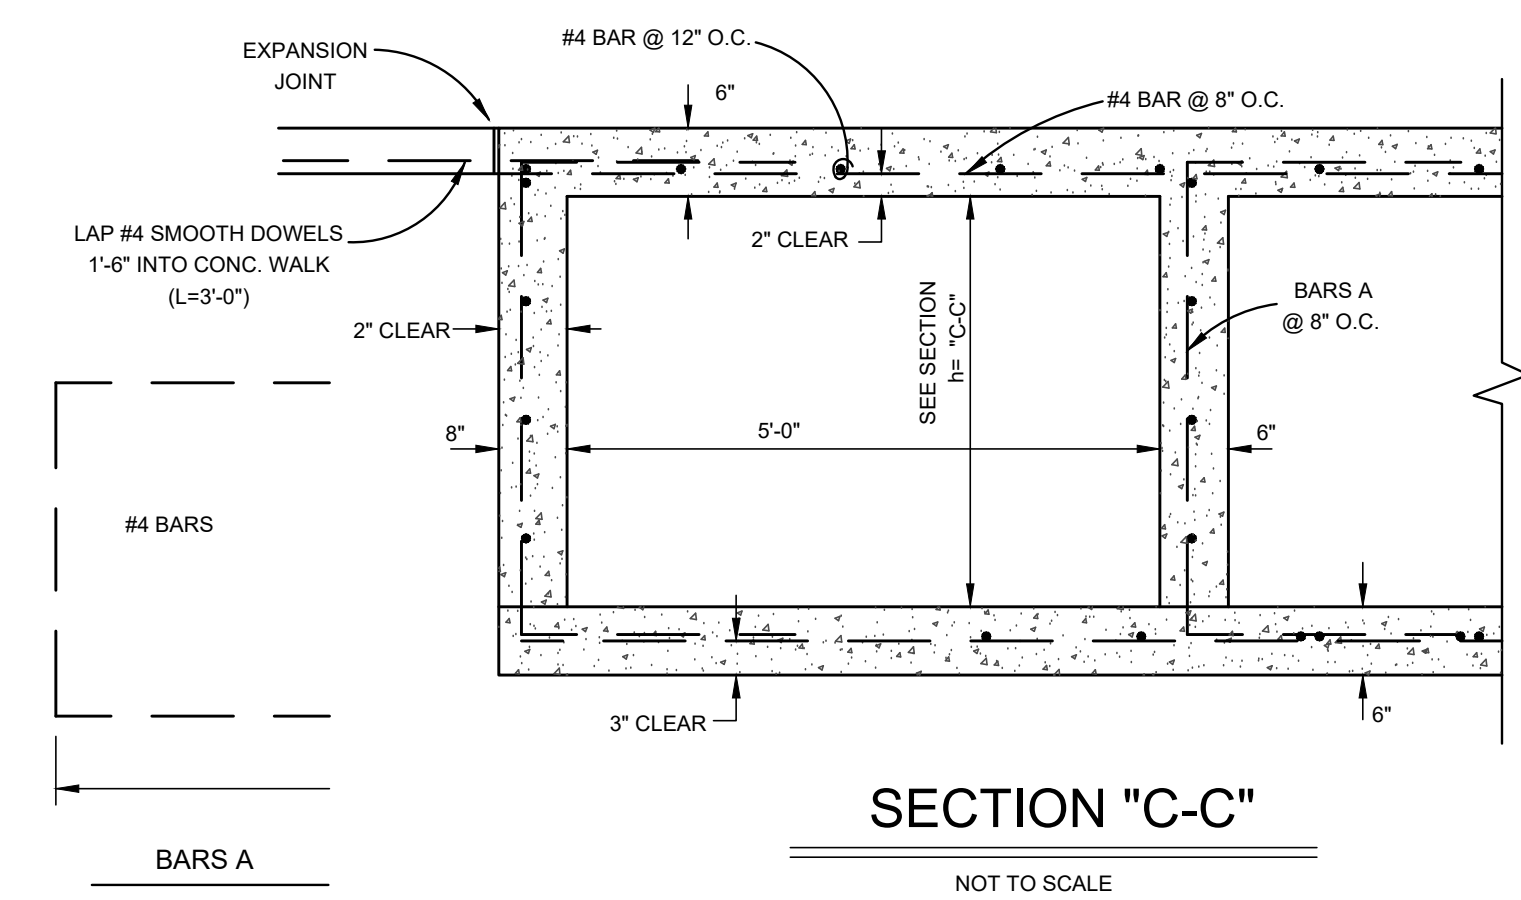 EXPANSION
JOINT
#4 BAR @ 12" O.C.
6"
#4 BAR @ 8" O.C.
LAP #4 SMOOTH DOWELS
1'-6" INTO CONC. WALK
(L=3'-0")
2" CLEAR
2" CLEAR
SEE SECTION
h= "C-C"
BARS A
@ 8" O.C.
8"
5'-0"
6"
#4 BARS
3" CLEAR
6"
BARS A
SECTION "C-C"
NOT TO SCALE